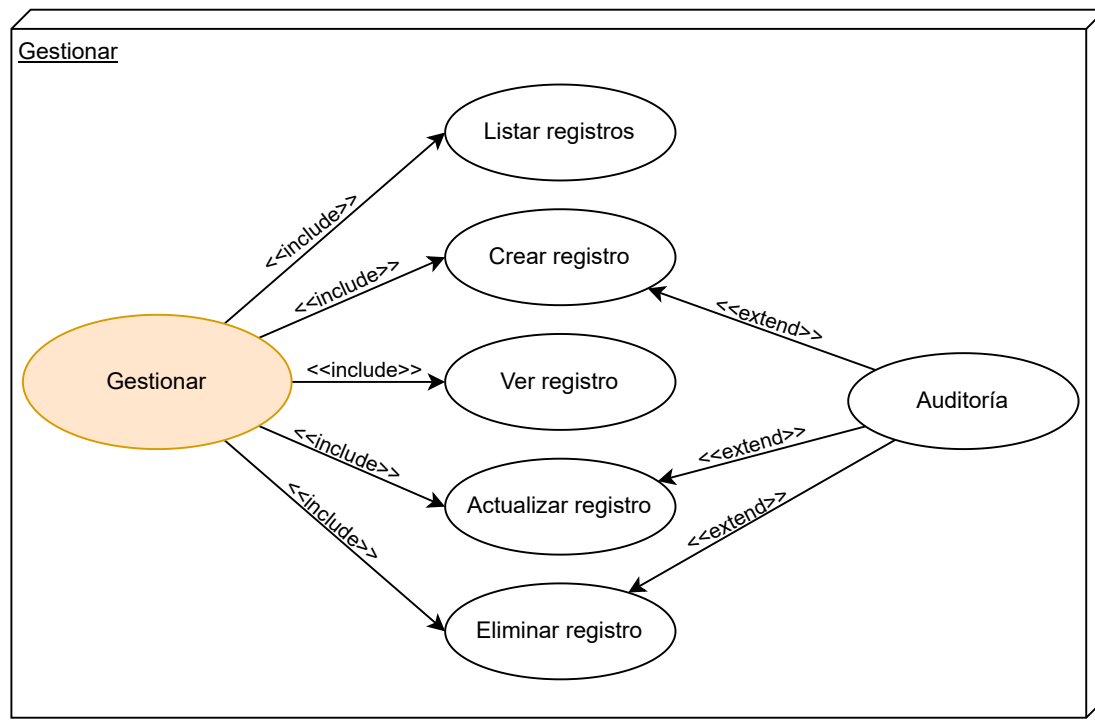 Gestionar
Listar registros
<<include>>
Crear registro
<<include>>
<<extend>>
Gestionar
<<include>>
Ver registro
Auditoría
<<include>>
Actualizar registro
<<extend>>
<<include>>
<<extend>>
Eliminar registro